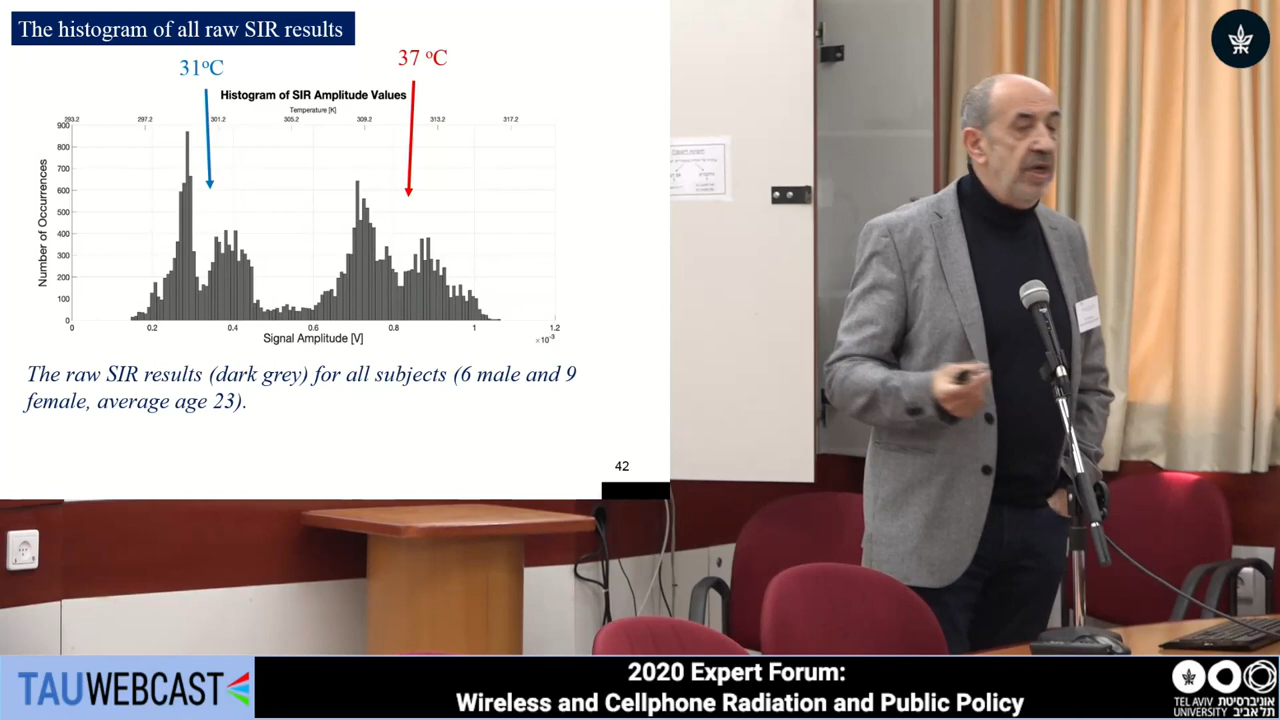 The histogram of all raw SIR results
31°C
37 °C
Histogram of SIR Amplitude Values
Temperature [K]
293.2 297.2 301.2 305.2 309.2 313.2 317.2
900
800
700
600
500
400
300
200
100
0
Number of Occurrences
0 0.2 0.4 0.6 0.8 1 1.2
Signal Amplitude [V]
×10⁻³
The raw SIR results (dark grey) for all subjects (6 male and 9
female, average age 23).
42
TAUWEBCAST
2020 Expert Forum:
Wireless and Cellphone Radiation and Public Policy
TEL AVIV אוניברסיטת
UNIVERSITY תל אביב